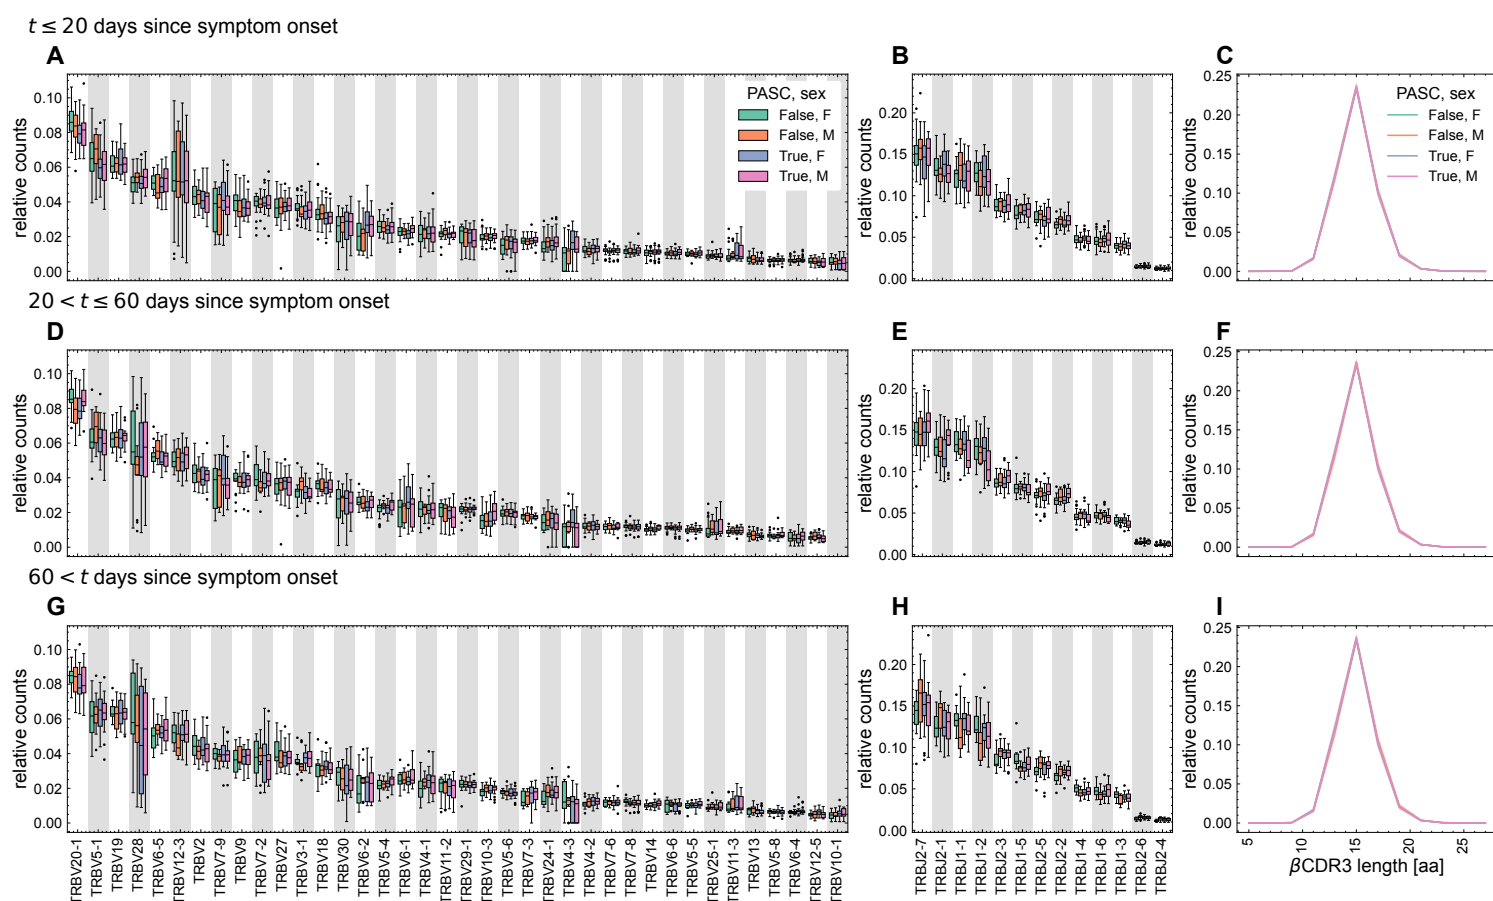 t ≤ 20 days since symptom onset
A
B
C
relative counts
0.10
0.08
0.06
0.04
0.02
0.00
PASC, sex
False, F
False, M
True, F
True, M
relative counts
0.20
0.15
0.10
0.05
0.00
relative counts
0.25
0.20
0.15
0.10
0.05
0.00
PASC, sex
False, F
False, M
True, F
True, M
20 < t ≤ 60 days since symptom onset
D
E
F
relative counts
0.10
0.08
0.06
0.04
0.02
0.00
relative counts
0.20
0.15
0.10
0.05
0.00
relative counts
0.25
0.20
0.15
0.10
0.05
0.00
60 < t days since symptom onset
G
H
I
relative counts
0.10
0.08
0.06
0.04
0.02
0.00
relative counts
0.20
0.15
0.10
0.05
0.00
relative counts
0.25
0.20
0.15
0.10
0.05
0.00
TRBV20-1
TRBV5-1
TRBV19
TRBV28
TRBV6-5
TRBV12-3
TRBV2
TRBV7-9
TRBV9
TRBV7-2
TRBV27
TRBV3-1
TRBV18
TRBV30
TRBV6-2
TRBV5-4
TRBV6-1
TRBV4-1
TRBV11-2
TRBV29-1
TRBV10-3
TRBV5-6
TRBV7-3
TRBV24-1
TRBV4-3
TRBV4-2
TRBV7-6
TRBV7-8
TRBV14
TRBV6-6
TRBV5-5
TRBV25-1
TRBV11-3
TRBV13
TRBV5-8
TRBV6-4
TRBV12-5
TRBV10-1
TRBJ2-7
TRBJ2-1
TRBJ1-1
TRBJ1-2
TRBJ2-3
TRBJ1-5
TRBJ2-5
TRBJ2-2
TRBJ1-4
TRBJ1-6
TRBJ1-3
TRBJ2-6
TRBJ2-4
5
10
15
20
25
βCDR3 length [aa]